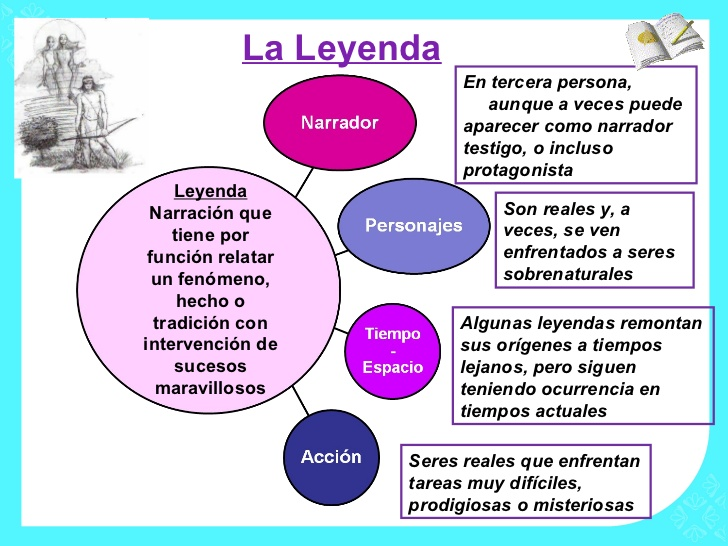 La Leyenda
Narrador
En tercera persona,
aunque a veces puede
aparecer como narrador
testigo, o incluso
protagonista
Leyenda
Narración que
tiene por
función relatar
un fenómeno,
hecho o
tradición con
intervención de
sucesos
maravillosos
Personajes
Son reales y, a
veces, se ven
enfrentados a seres
sobrenaturales
Tiempo
-
Espacio
Algunas leyendas remontan
sus orígenes a tiempos
lejanos, pero siguen
teniendo ocurrencia en
tiempos actuales
Acción
Seres reales que enfrentan
tareas muy difíciles,
prodigiosas o misteriosas